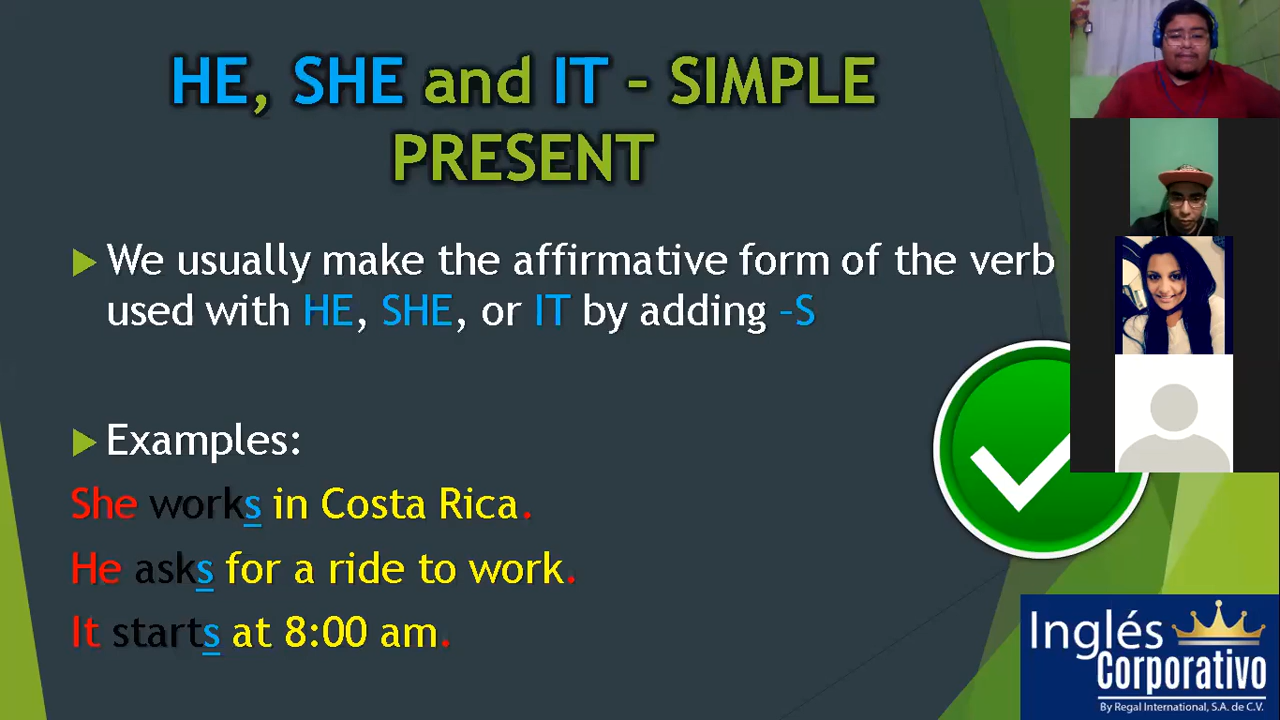 HE, SHE and IT - SIMPLE
PRESENT
We usually make the affirmative form of the verb
used with HE, SHE, or IT by adding –S
Examples:
She works in Costa Rica.
He asks for a ride to work.
It starts at 8:00 am.
Inglés
Corporativo
By Regal International, S.A. de C.V.